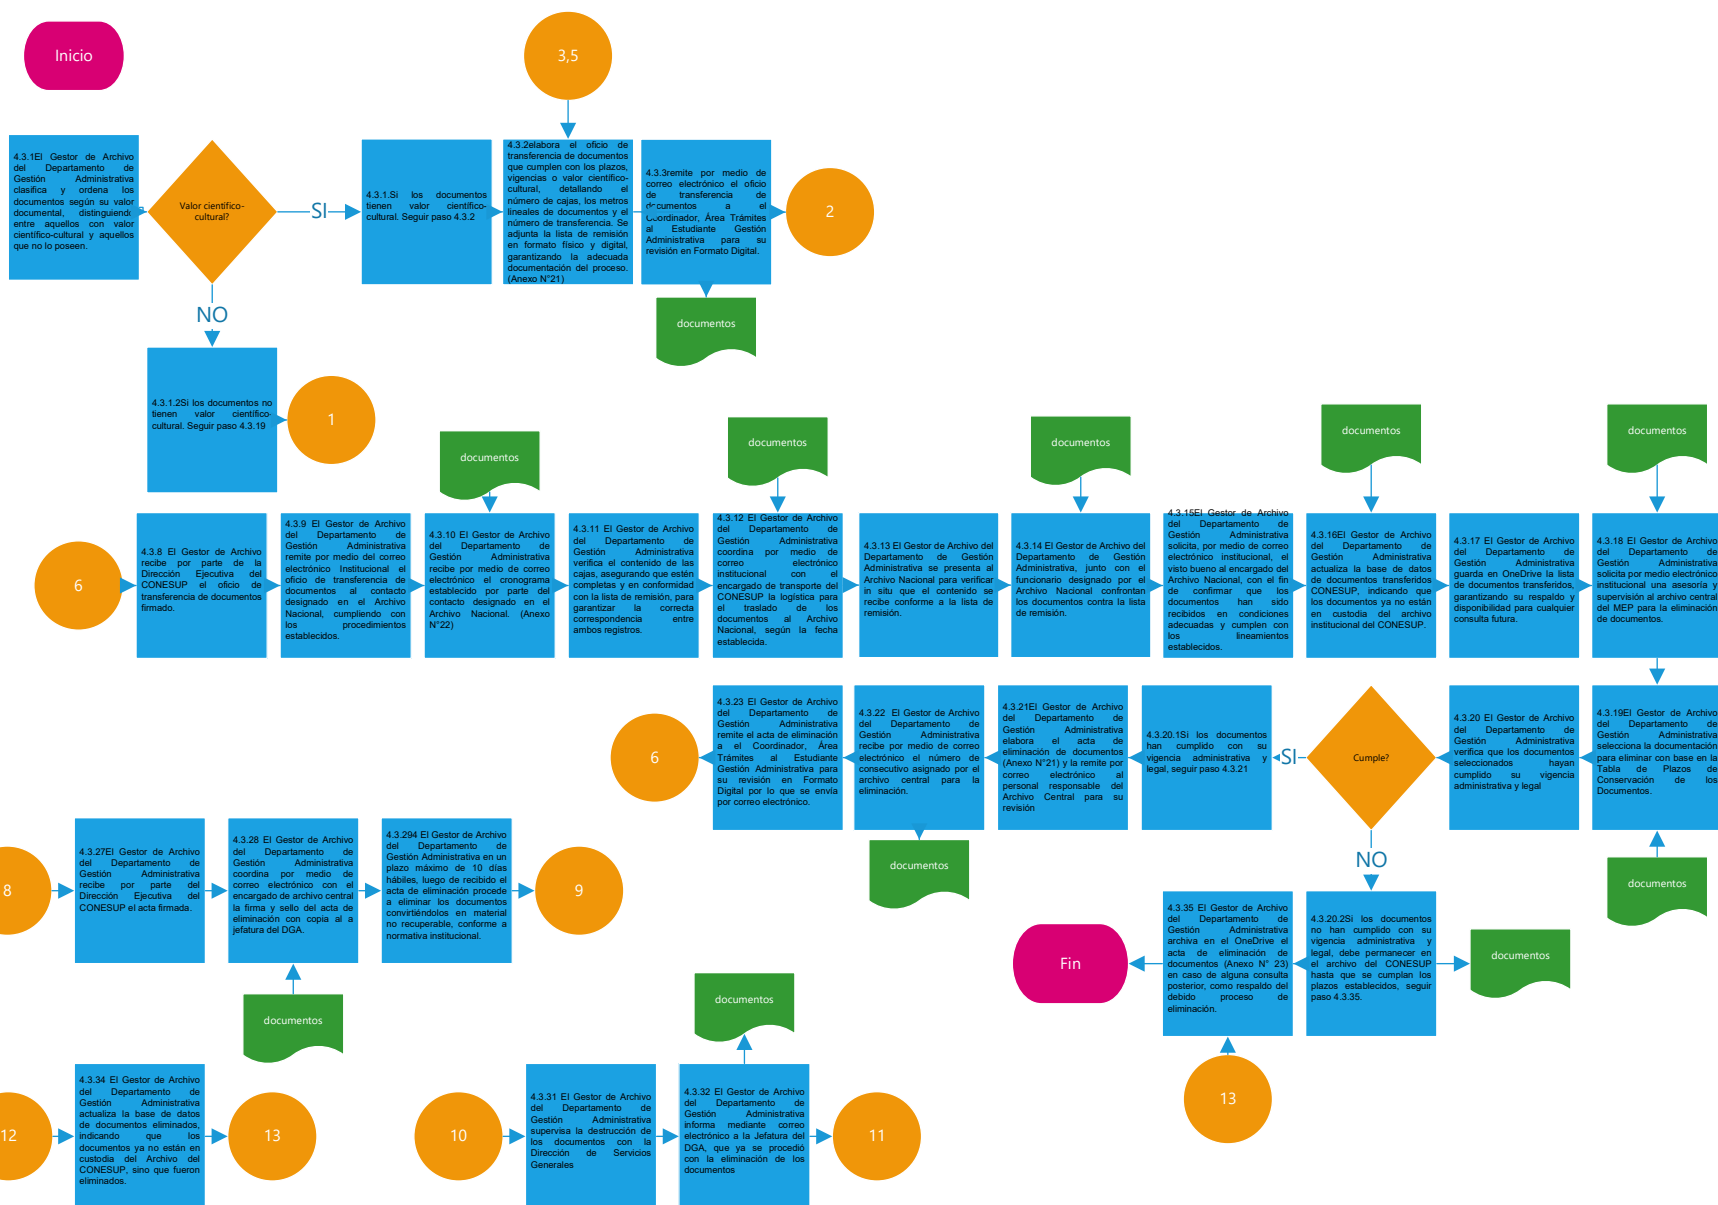 Inicio
3,5
4.3.1El Gestor de Archivo
del Departamento de
Gestión Administrativa
clasifica y ordena los
documentos según su valor
documental, distinguiendo
entre aquellos con valor
científico-cultural y aquellos
que no lo poseen.
Valor científico-
cultural?
SI
4.3.1.Si los documentos
tienen valor científico-
cultural. Seguir paso 4.3.2
4.3.2elabora el oficio de
transferencia de documentos
que cumplen con los plazos,
vigencias o valor científico-
cultural, detallando el
número de cajas, los metros
lineales de documentos y el
número de transferencia. Se
adjunta la lista de remisión
en formato físico y digital,
garantizando la adecuada
documentación del proceso.
(Anexo N°21)
4.3.3remite por medio de
correo electrónico el oficio
de transferencia de
documentos a el
Coordinador, Área Trámites
al Estudiante Gestión
Administrativa para su
revisión en Formato Digital.
2
documentos
NO
4.3.1.2Si los documentos no
tienen valor científico-
cultural. Seguir paso 4.3.19
1
documentos
documentos
documentos
documentos
documentos
6
4.3.8 El Gestor de Archivo
recibe por parte de la
Dirección Ejecutiva del
CONESUP el oficio de
transferencia de documentos
firmado.
4.3.9 El Gestor de Archivo
del Departamento de
Gestión Administrativa
remite por medio del correo
electrónico Institucional el
oficio de transferencia de
documentos al contacto
designado en el Archivo
Nacional, cumpliendo con
los procedimientos
establecidos.
4.3.10 El Gestor de Archivo
del Departamento de
Gestión Administrativa
recibe por medio de correo
electrónico el cronograma
establecido por parte del
contacto designado en el
Archivo Nacional. (Anexo
N°22)
4.3.11 El Gestor de Archivo
del Departamento de
Gestión Administrativa
verifica el contenido de las
cajas, asegurando que estén
completas y en conformidad
con la lista de remisión, para
garantizar la correcta
correspondencia entre
ambos registros.
4.3.12 El Gestor de Archivo
del Departamento de
Gestión Administrativa
coordina por medio de
correo electrónico
institucional con el
encargado de transporte del
CONESUP la logística para
el traslado de los
documentos al Archivo
Nacional, según la fecha
establecida.
4.3.13 El Gestor de Archivo del
Departamento de Gestión
Administrativa se presenta al
Archivo Nacional para verificar
in situ que el contenido se
recibe conforme a la lista de
remisión.
4.3.14 El Gestor de Archivo del
Departamento de Gestión
Administrativa, junto con el
funcionario designado por el
Archivo Nacional confrontan
los documentos contra la lista
de remisión.
4.3.15El Gestor de Archivo
del Departamento de
Gestión Administrativa
solicita, por medio de correo
electrónico institucional, el
visto bueno al encargado del
Archivo Nacional, con el fin
de confirmar que los
documentos han sido
recibidos en condiciones
adecuadas y cumplen con
los lineamientos
establecidos.
4.3.16El Gestor de Archivo
del Departamento de
Gestión Administrativa
actualiza la base de datos
de documentos transferidos
CONESUP, indicando que
los documentos ya no están
en custodia del archivo
institucional del CONESUP.
4.3.17 El Gestor de Archivo
del Departamento de
Gestión Administrativa
guarda en OneDrive la lista
de documentos transferidos,
garantizando su respaldo y
disponibilidad para cualquier
consulta futura.
4.3.18 El Gestor de Archivo
del Departamento de
Gestión Administrativa
solicita por medio electrónico
institucional una asesoría y
supervisión al archivo central
del MEP para la eliminación
de documentos.
6
4.3.23 El Gestor de Archivo
del Departamento de
Gestión Administrativa
remite el acta de eliminación
a el Coordinador, Área
Trámites al Estudiante
Gestión Administrativa para
su revisión en Formato
Digital por lo que se envía
por correo electrónico.
4.3.22 El Gestor de Archivo
del Departamento de
Gestión Administrativa
recibe por medio de correo
electrónico el número de
consecutivo asignado por el
archivo central para la
eliminación.
4.3.21El Gestor de Archivo
del Departamento de
Gestión Administrativa
elabora el acta de
eliminación de documentos
(Anexo N°21) y la remite por
correo electrónico al
personal responsable del
Archivo Central para su
revisión
4.3.20.1Si los documentos
han cumplido con su
vigencia administrativa y
legal, seguir paso 4.3.21
SI
Cumple?
4.3.20 El Gestor de Archivo
del Departamento de
Gestión Administrativa
verifica que los documentos
seleccionados hayan
cumplido su vigencia
administrativa y legal
4.3.19El Gestor de Archivo
del Departamento de
Gestión Administrativa
selecciona la documentación
para eliminar con base en la
Tabla de Plazos de
Conservación de los
Documentos.
documentos
NO
documentos
8
4.3.27El Gestor de Archivo
del Departamento de
Gestión Administrativa
recibe por parte del
Dirección Ejecutiva del
CONESUP el acta firmada.
4.3.28 El Gestor de Archivo
del Departamento de
Gestión Administrativa
coordina por medio de
correo electrónico con el
encargado de archivo central
la firma y sello del acta de
eliminación con copia al a
jefatura del DGA.
4.3.294 El Gestor de Archivo
del Departamento de
Gestión Administrativa en un
plazo máximo de 10 días
hábiles, luego de recibido el
acta de eliminación procede
a eliminar los documentos
convirtiéndolos en material
no recuperable, conforme a
normativa institucional.
9
Fin
4.3.35 El Gestor de Archivo
del Departamento de
Gestión Administrativa
archiva en el OneDrive el
acta de eliminación de
documentos (Anexo N° 23)
en caso de alguna consulta
posterior, como respaldo del
debido proceso de
eliminación.
4.3.20.2Si los documentos
no han cumplido con su
vigencia administrativa y
legal, debe permanecer en
el archivo del CONESUP
hasta que se cumplan los
plazos establecidos, seguir
paso 4.3.35.
documentos
documentos
documentos
12
4.3.34 El Gestor de Archivo
del Departamento de
Gestión Administrativa
actualiza la base de datos
de documentos eliminados,
indicando que los
documentos ya no están en
custodia del Archivo del
CONESUP, sino que fueron
eliminados.
13
10
4.3.31 El Gestor de Archivo
del Departamento de
Gestión Administrativa
supervisa la destrucción de
los documentos con la
Dirección de Servicios
Generales
4.3.32 El Gestor de Archivo
del Departamento de
Gestión Administrativa
informa mediante correo
electrónico a la Jefatura del
DGA, que ya se procedió
con la eliminación de los
documentos
11
13